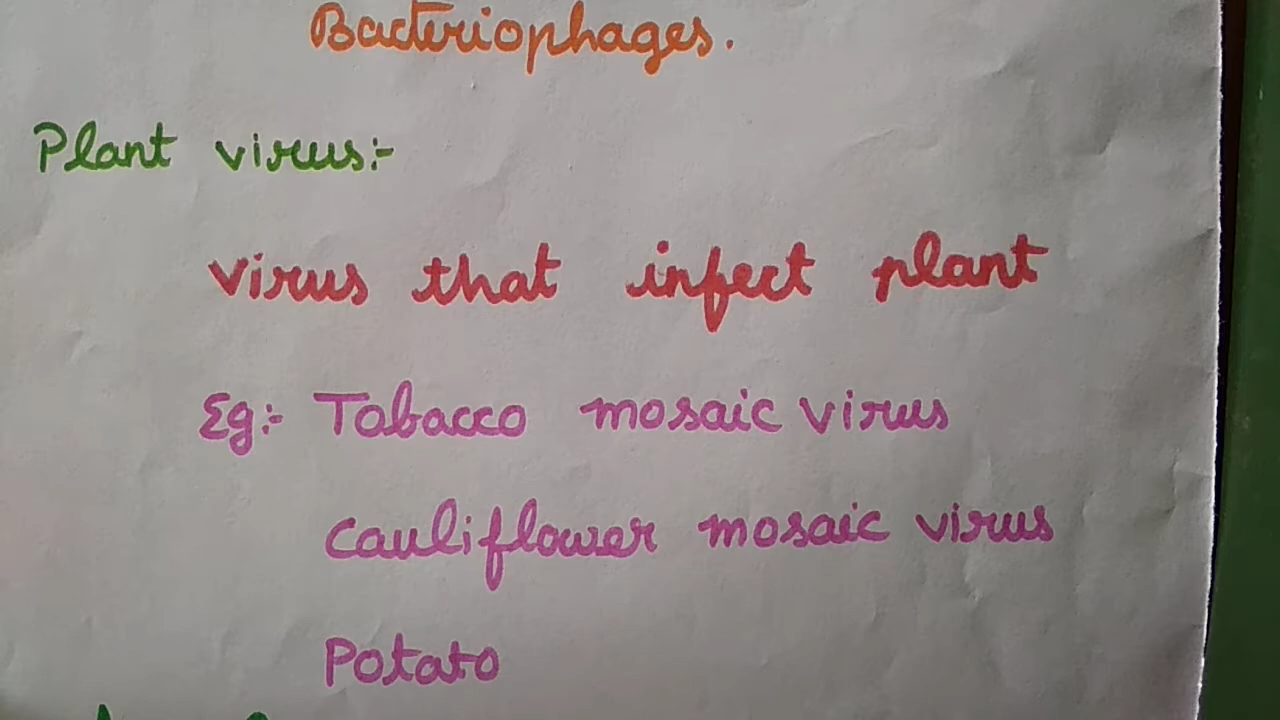 Bacteriophages.
Plant virus:-
virus that infect plant
Eg:- Tobacco mosaic virus
cauliflower mosaic virus
Potato